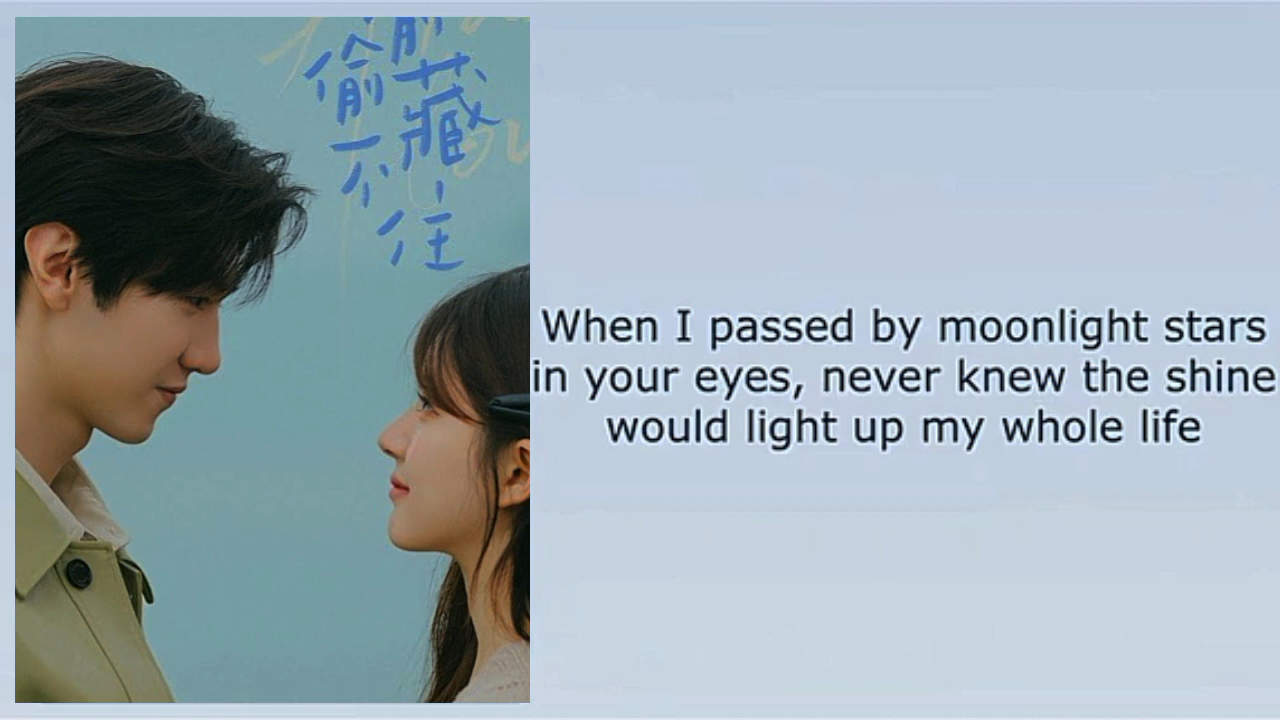 偷偷
藏
不
住
When I passed by moonlight stars
in your eyes, never knew the shine
would light up my whole life